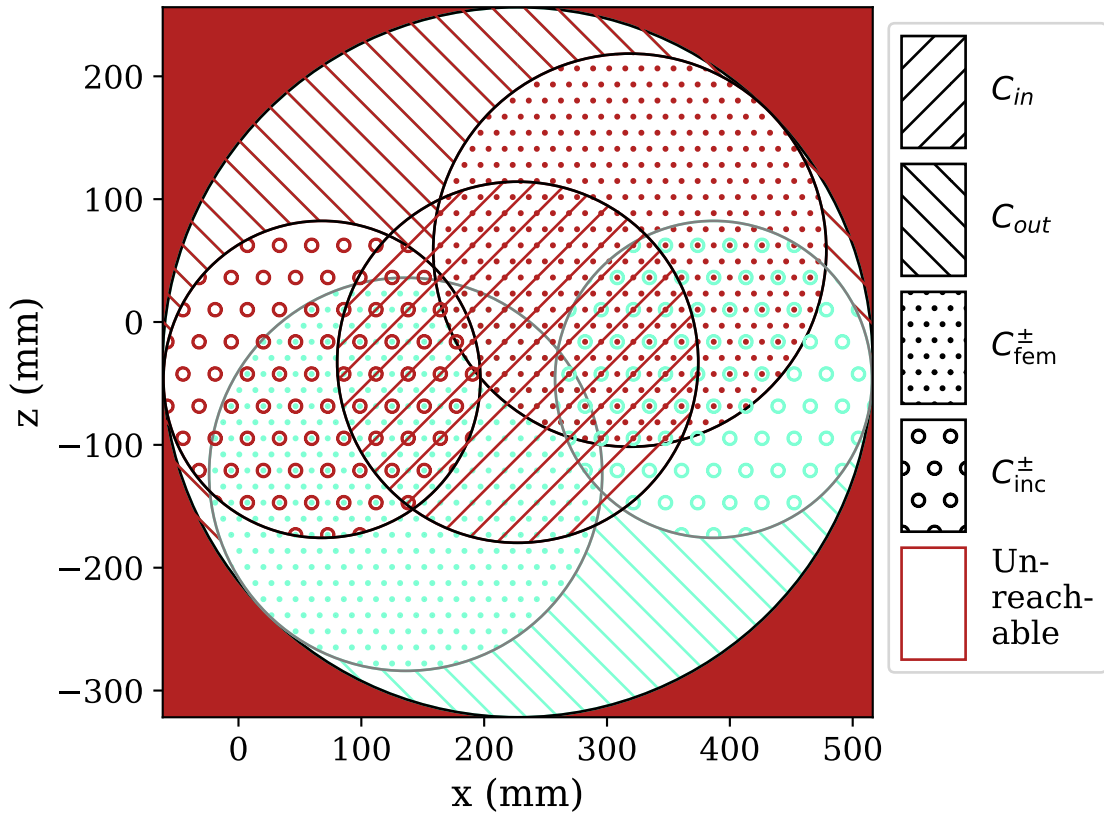 200
100
0
−100
−200
−300
z (mm)
0 100 200 300 400 500
x (mm)
C_in
C_out
C^±_fem
C^±_inc
Un-
reach-
able